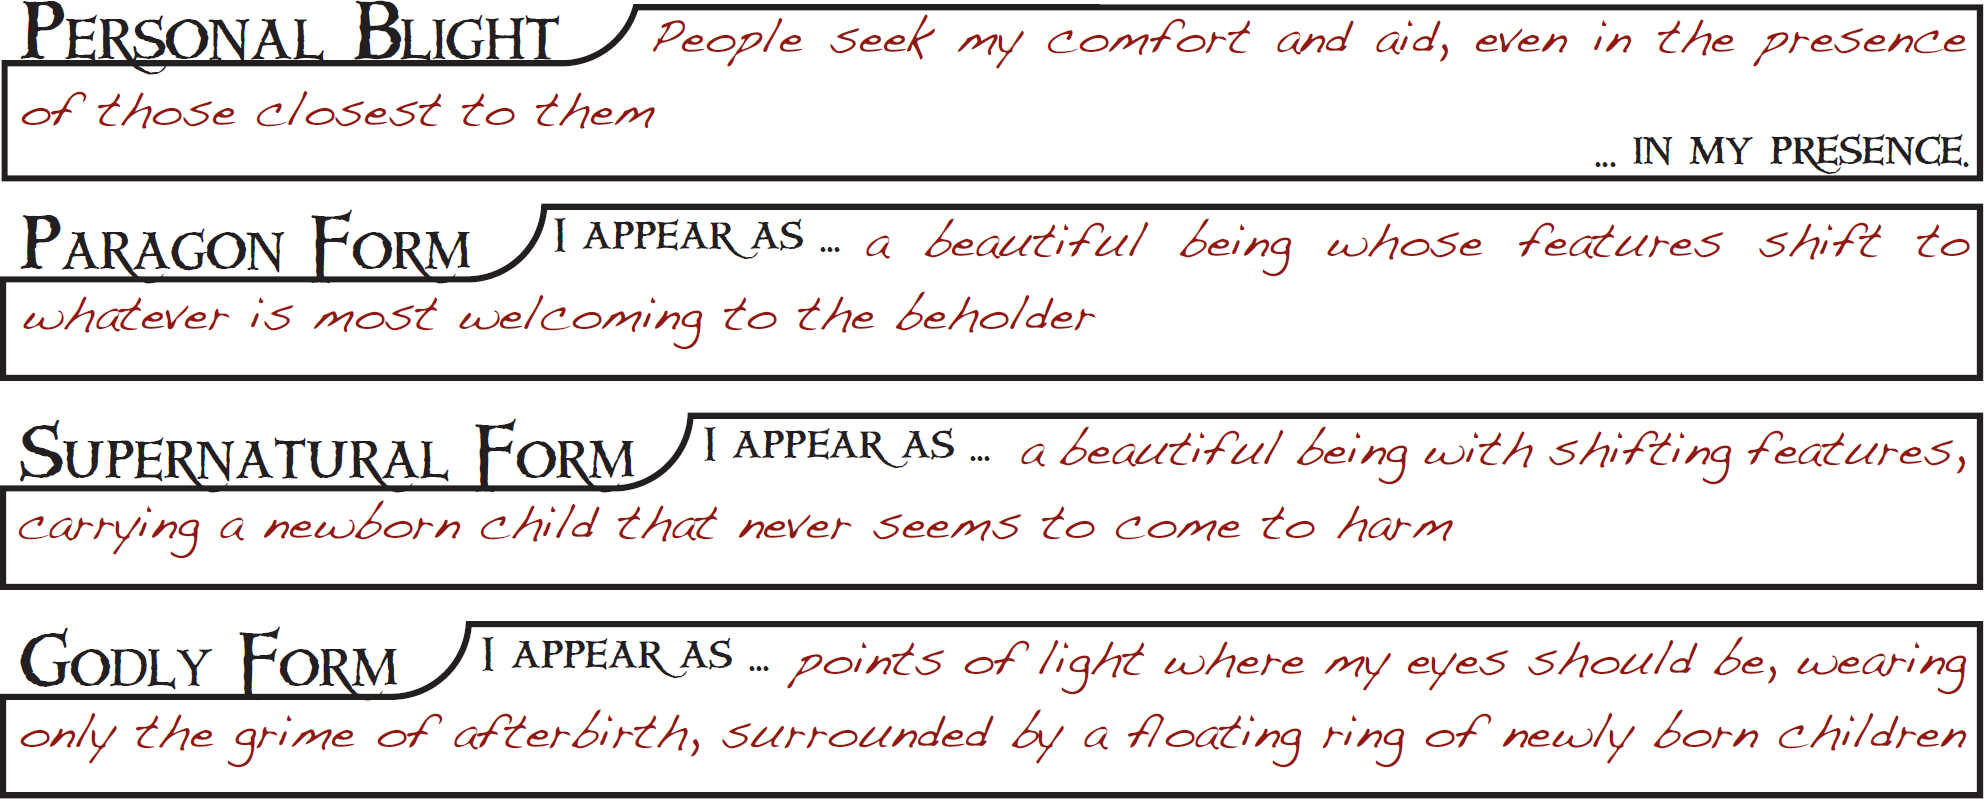 PERSONAL BLIGHT People seek my comfort and aid, even in the presence
of those closest to them
... IN MY PRESENCE.
PARAGON FORM I APPEAR AS ... a beautiful being whose features shift to
whatever is most welcoming to the beholder
SUPERNATURAL FORM I APPEAR AS ... a beautiful being with shifting features,
carrying a newborn child that never seems to come to harm
GODLY FORM I APPEAR AS ... points of light where my eyes should be, wearing
only the grime of afterbirth, surrounded by a floating ring of newly born children